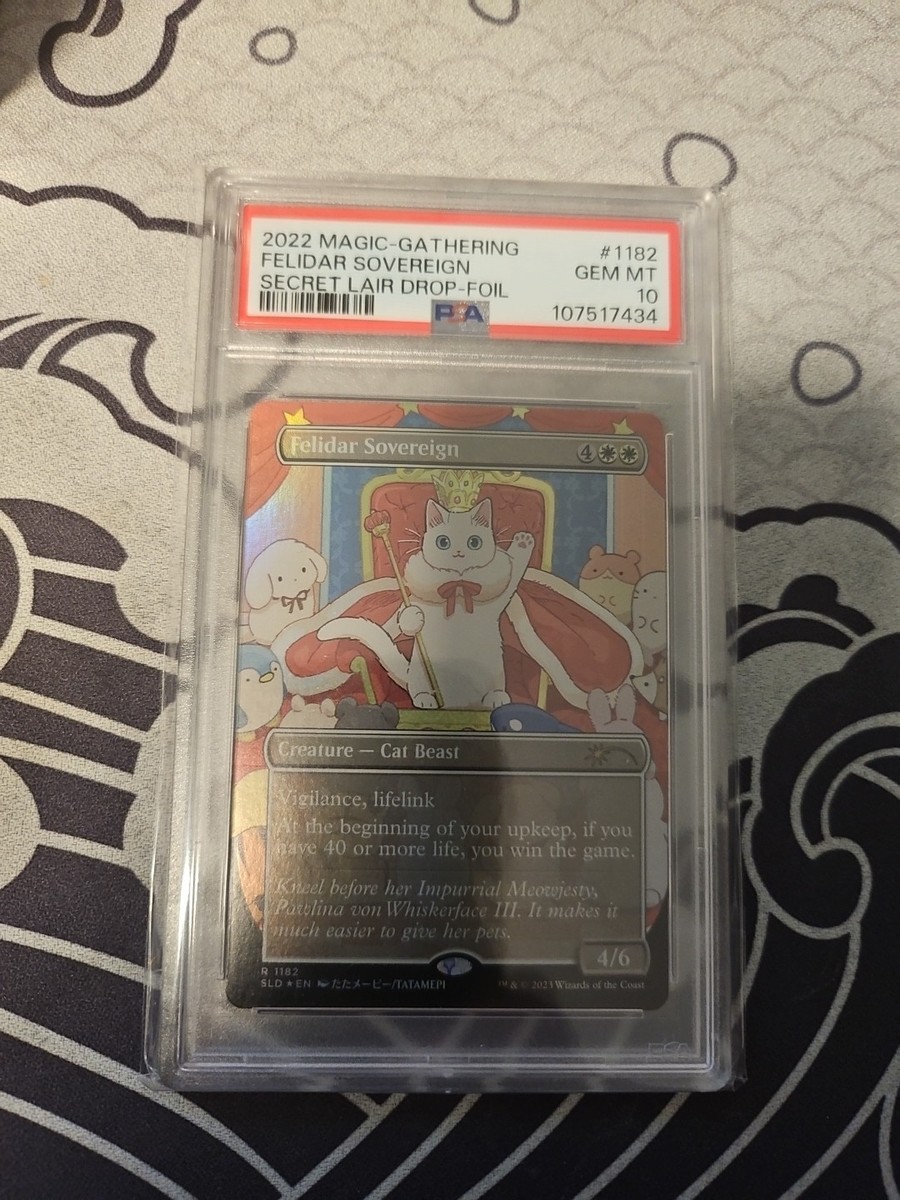 2022 MAGIC-GATHERING #1182
FELIDAR SOVEREIGN GEM MT
SECRET LAIR DROP-FOIL 10
PSA 107517434
Felidar Sovereign 4
Creature — Cat Beast
Vigilance, lifelink
At the beginning of your upkeep, if you
have 40 or more life, you win the game.
Kneel before her Impurrial Meowjesty,
Pawlina von Whiskerface III. It makes it
much easier to give her pets.
4/6
R 1182
SLD ★ EN たたメーピー/TATAMEPI ™ & © 2023 Wizards of the Coast
PSA